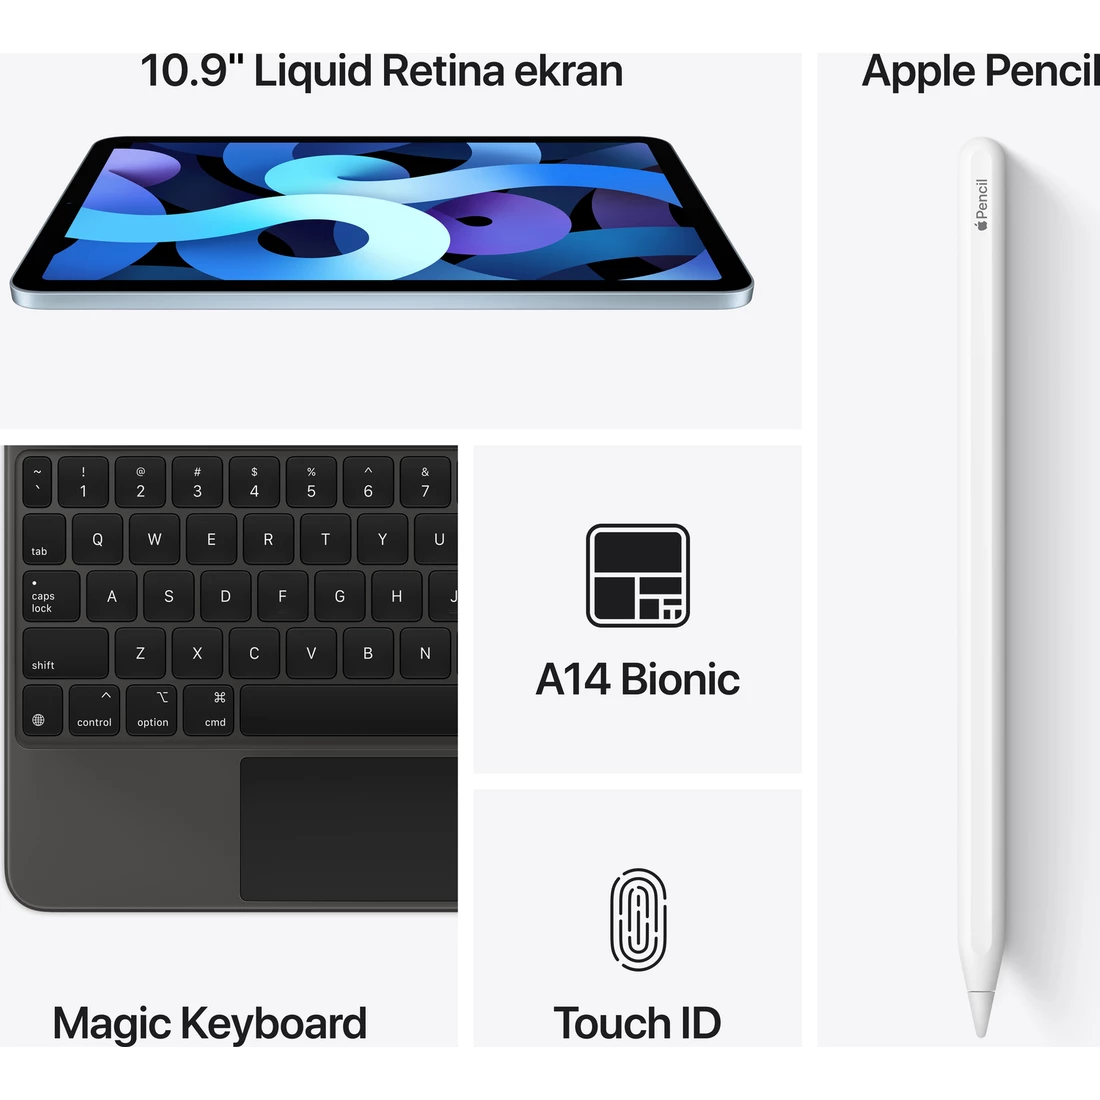 10.9" Liquid Retina ekran
Apple Pencil
Pencil
~ ! @ # $ % ^ &
` 1 2 3 4 5 6 7
tab Q W E R T Y U
caps lock A S D F G H J
shift Z X C V B N
control option cmd
A14 Bionic
Magic Keyboard
Touch ID